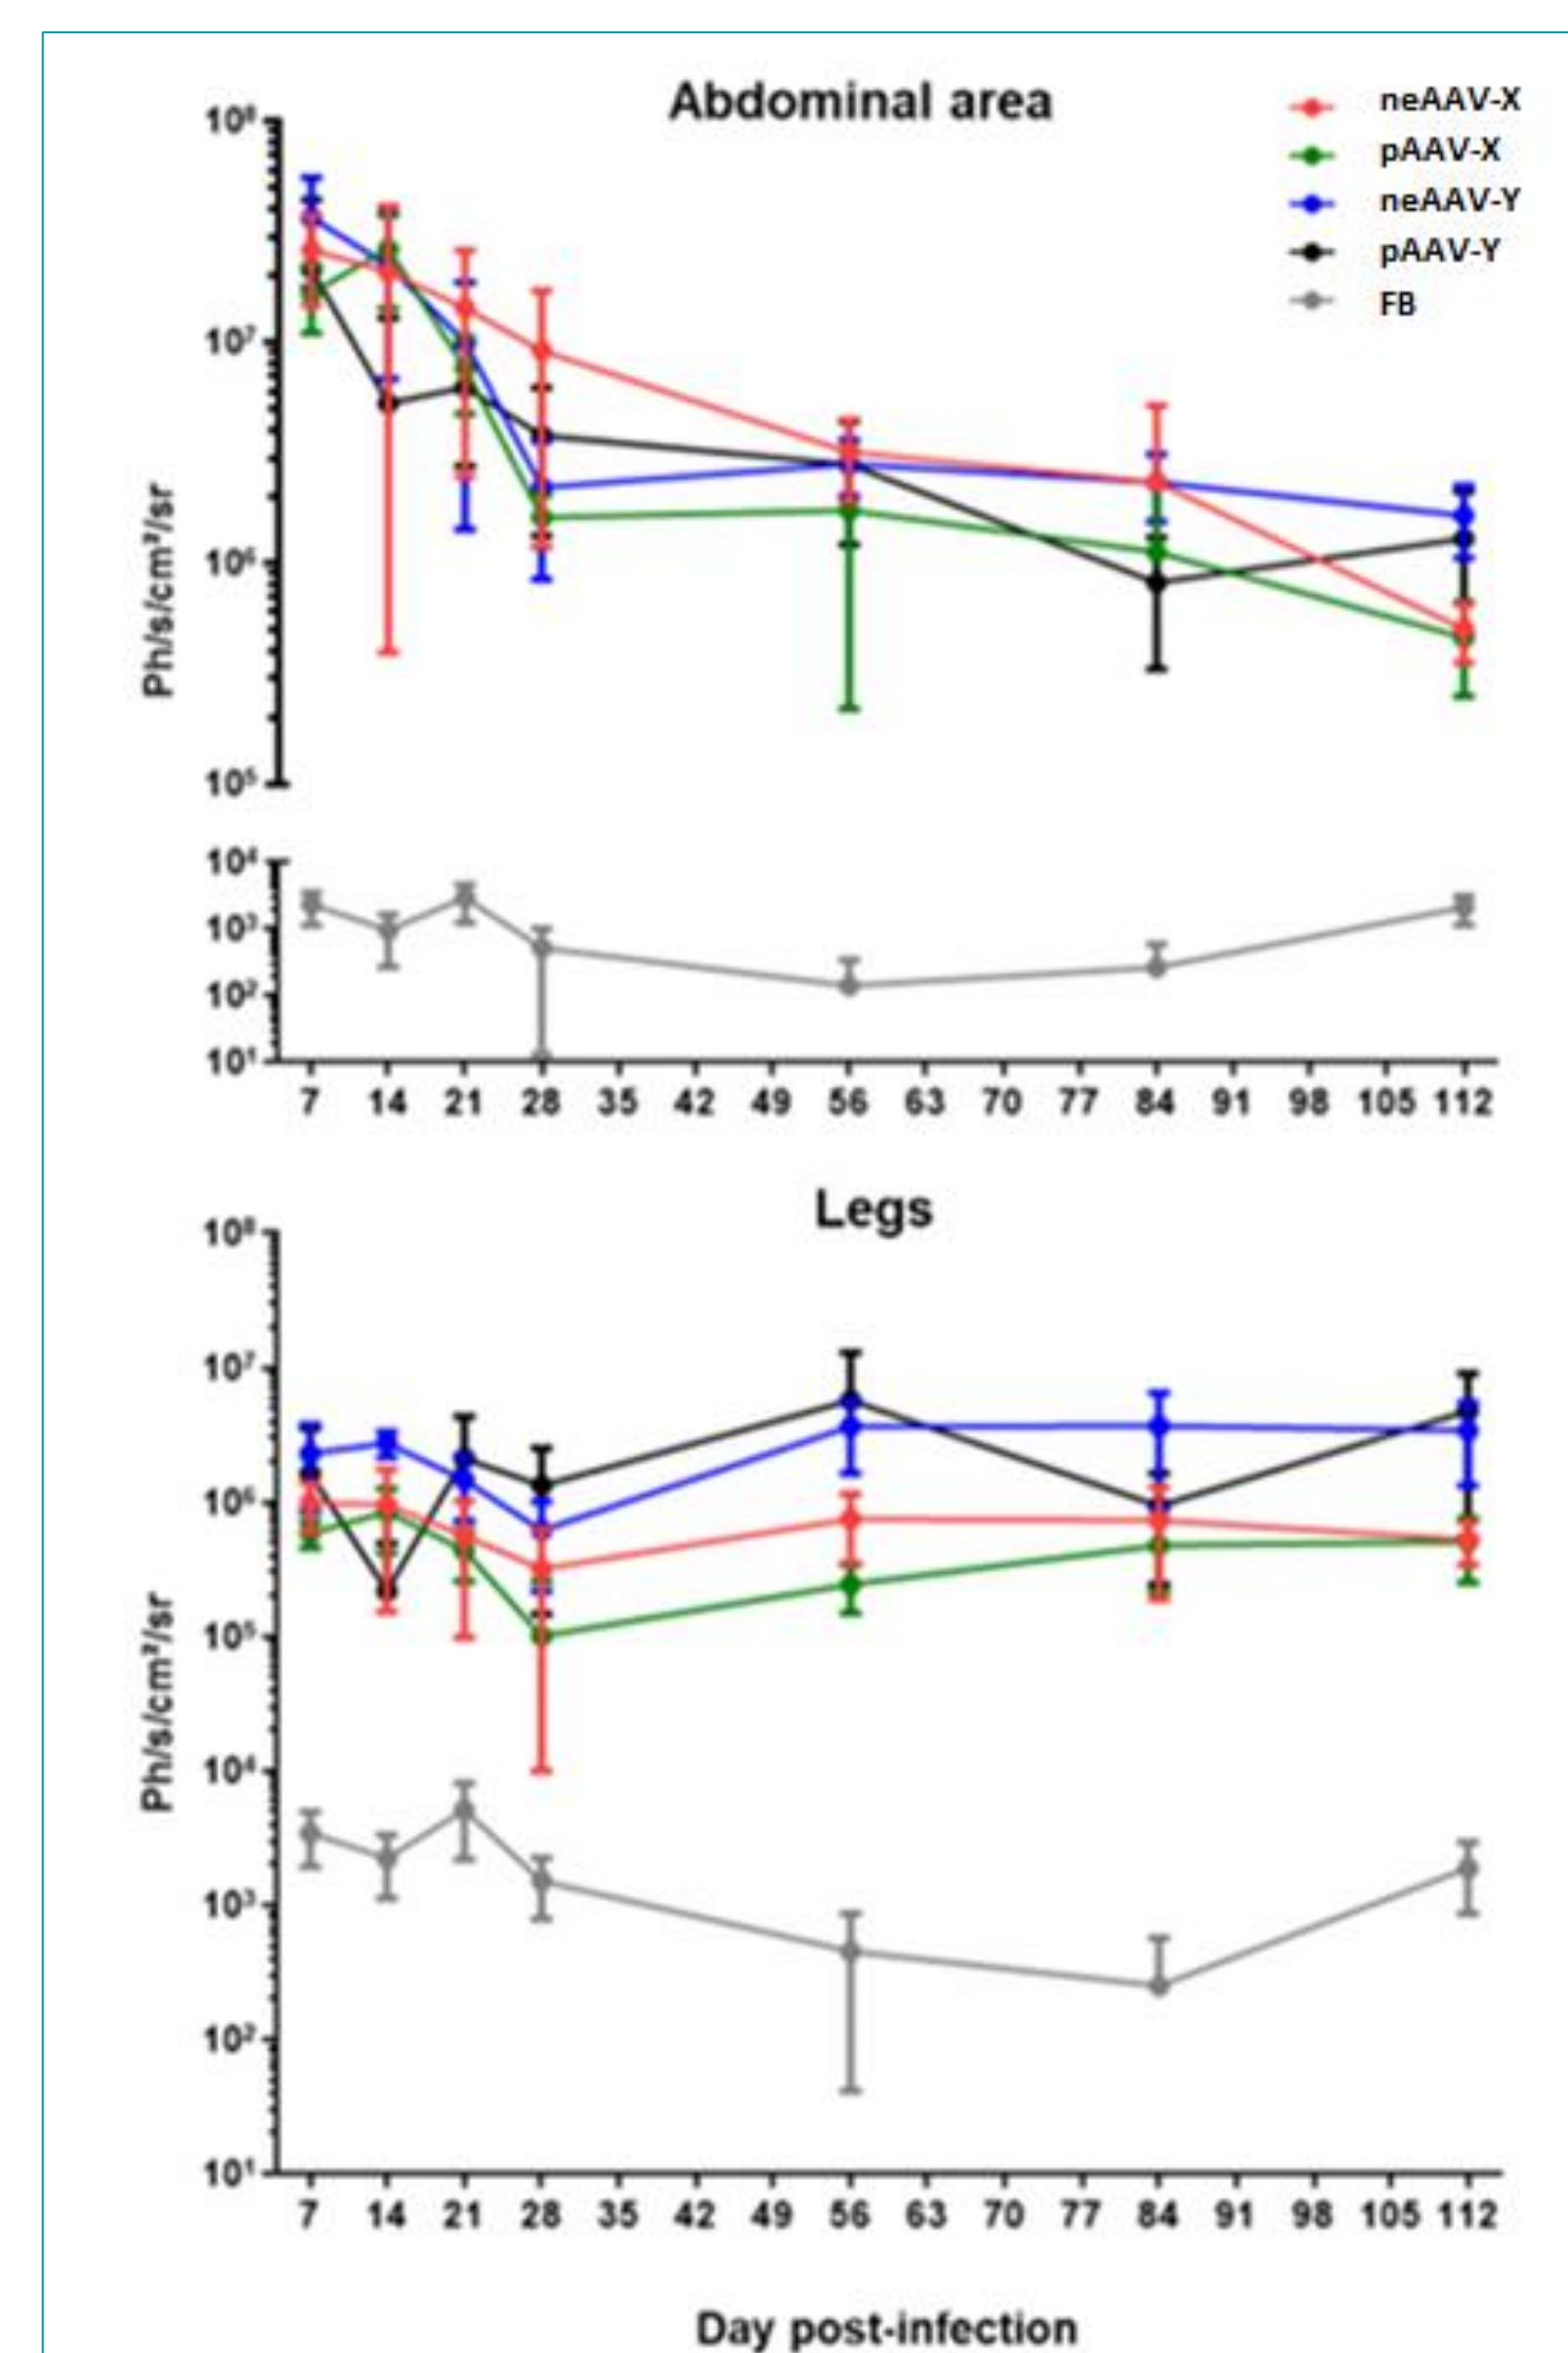 Abdominal area
neAAV-X
pAAV-X
neAAV-Y
pAAV-Y
FB
Ph/s/cm²/sr
10⁸
10⁷
10⁶
10⁵
10⁴
10³
10²
10¹
7 14 21 28 35 42 49 56 63 70 77 84 91 98 105 112
Legs
Ph/s/cm²/sr
10⁸
10⁷
10⁶
10⁵
10⁴
10³
10²
10¹
7 14 21 28 35 42 49 56 63 70 77 84 91 98 105 112
Day post-infection